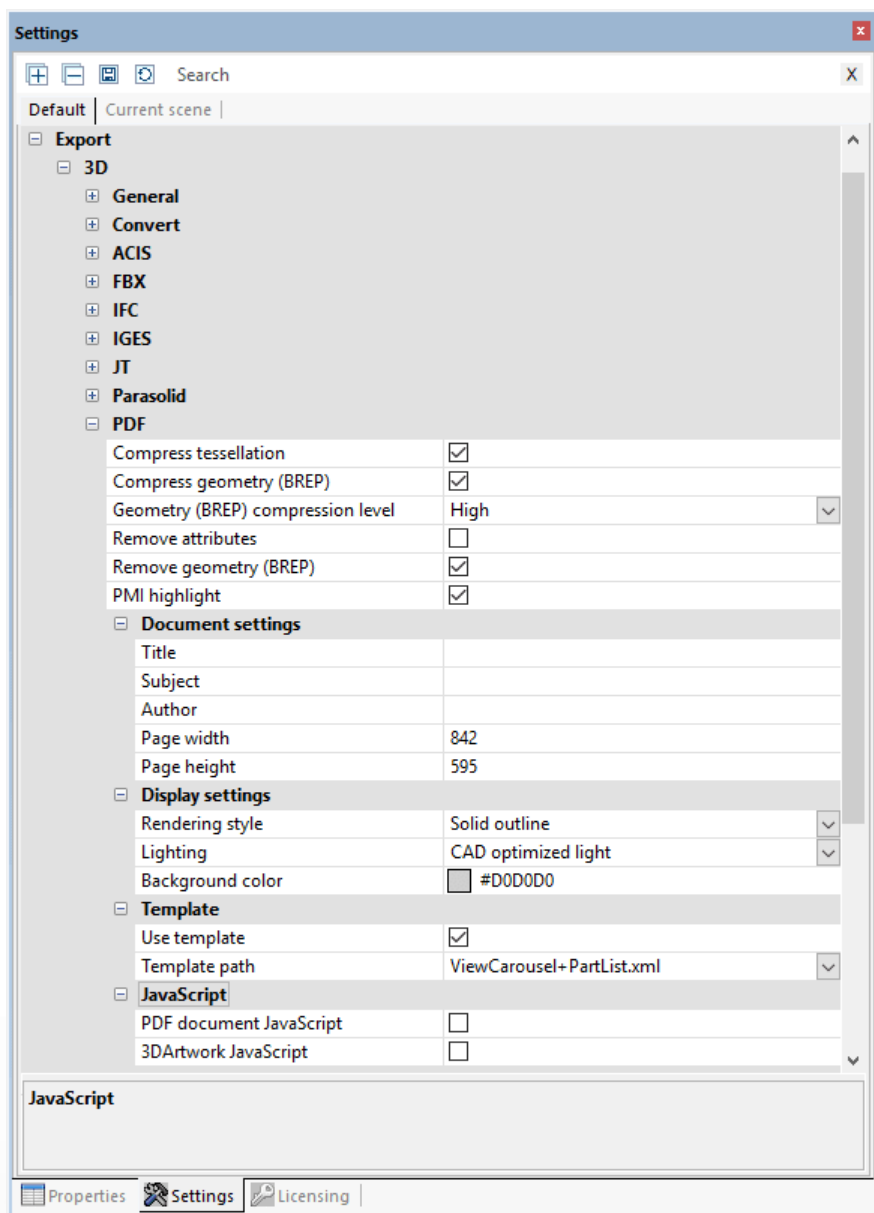 Settings
Search X
Default Current scene
Export
3D
General
Convert
ACIS
FBX
IFC
IGES
JT
Parasolid
PDF
Compress tessellation
Compress geometry (BREP)
Geometry (BREP) compression level High
Remove attributes
Remove geometry (BREP)
PMI highlight
Document settings
Title
Subject
Author
Page width 842
Page height 595
Display settings
Rendering style Solid outline
Lighting CAD optimized light
Background color #D0D0D0
Template
Use template
Template path ViewCarousel+PartList.xml
JavaScript
PDF document JavaScript
3DArtwork JavaScript
JavaScript
Properties Settings Licensing